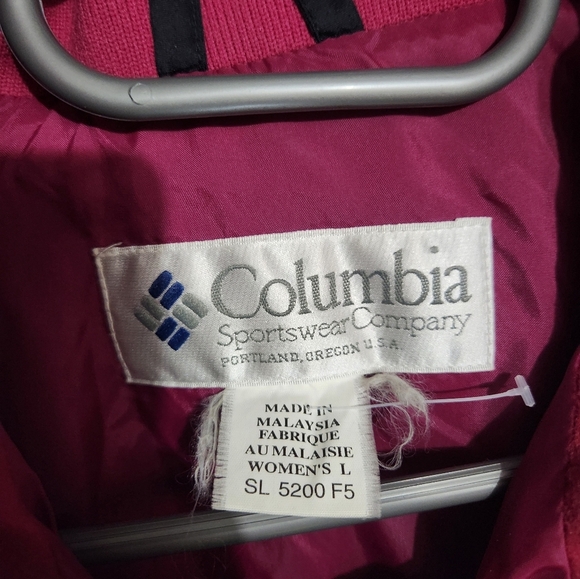 Columbia
Sportswear Company
PORTLAND, OREGON U.S.A.
MADE IN
MALAYSIA
FABRIQUE
AU MALAISIE
WOMEN'S L
SL 5200 F5